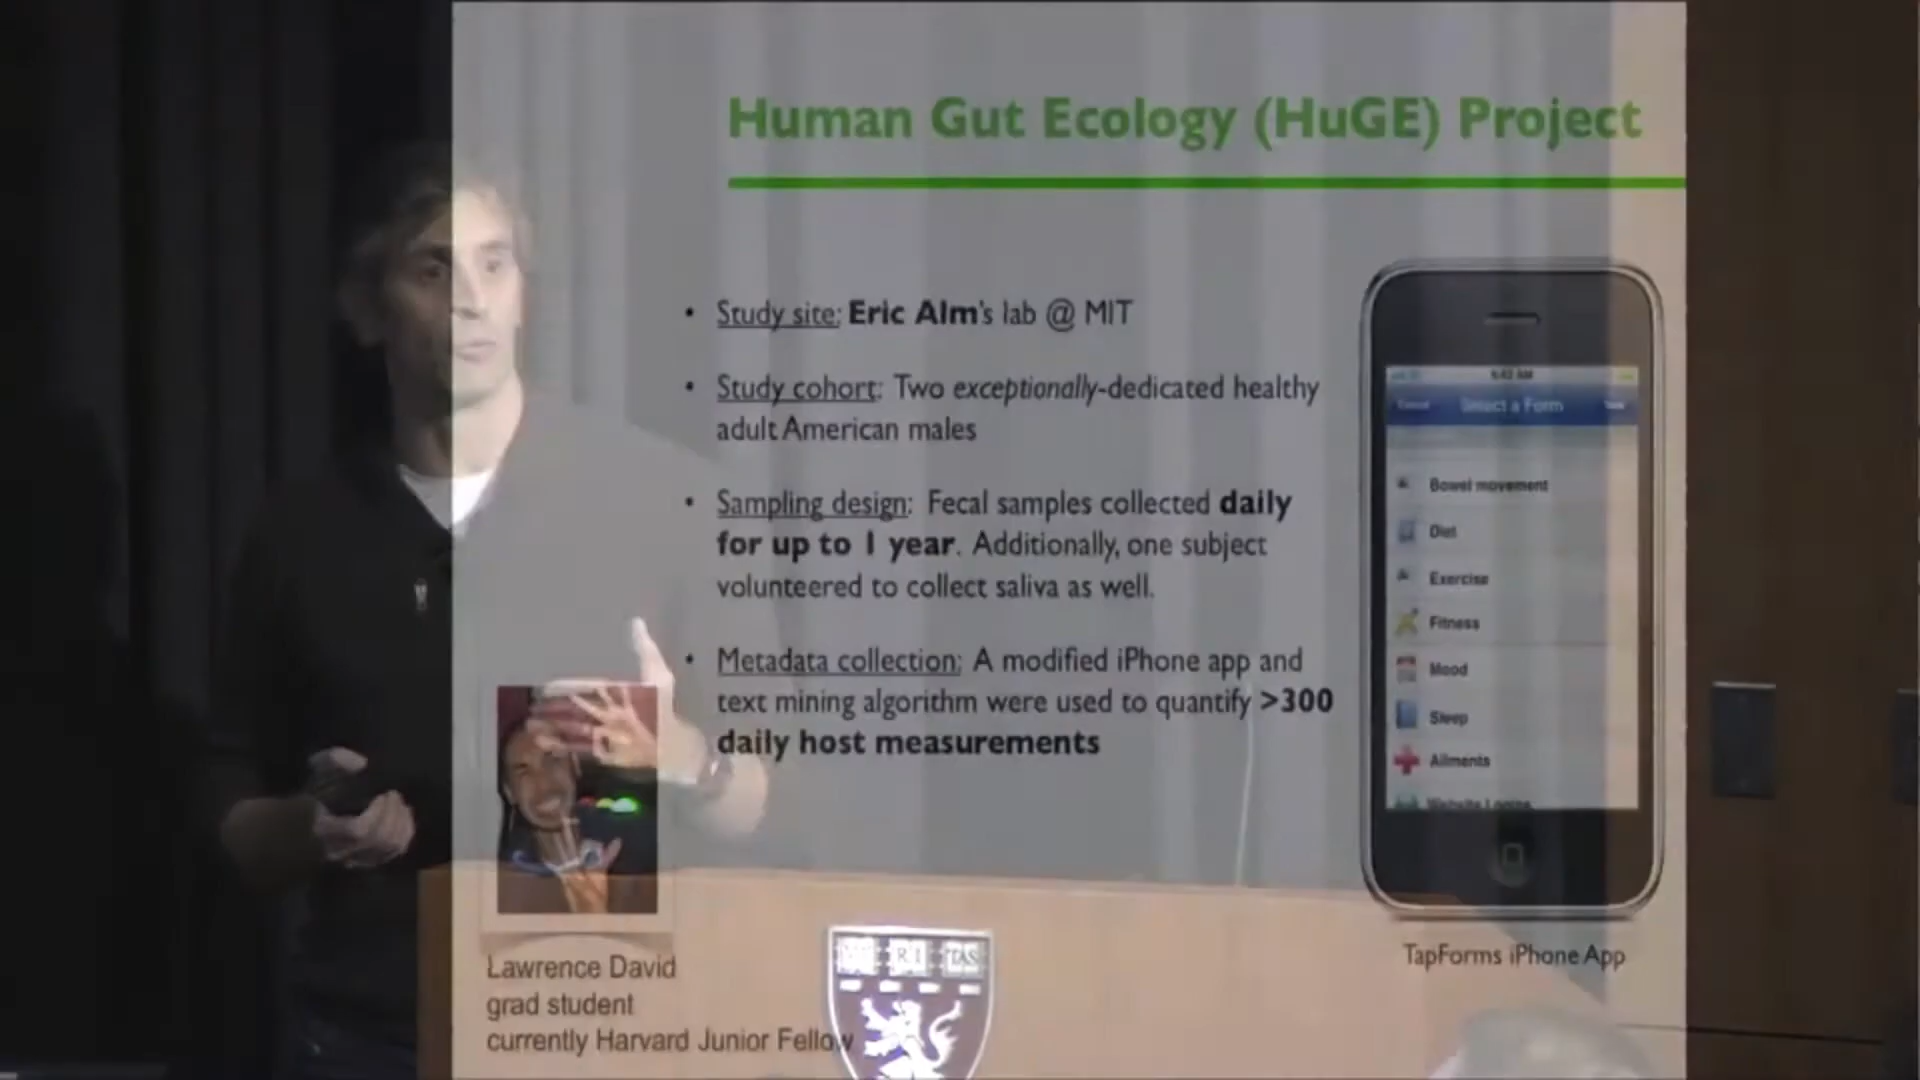 Human Gut Ecology (HuGE) Project
• Study site: Eric Alm's lab @ MIT
• Study cohort: Two exceptionally-dedicated healthy
adult American males
• Sampling design: Fecal samples collected daily
for up to 1 year. Additionally, one subject
volunteered to collect saliva as well.
• Metadata collection: A modified iPhone app and
text mining algorithm were used to quantify >300
daily host measurements
Select a Form
Bowel movement
Diet
Exercise
Fitness
Mood
Sleep
Ailments
Website Logins
TapForms iPhone App
Lawrence David
grad student
currently Harvard Junior Fellow
RI TAS